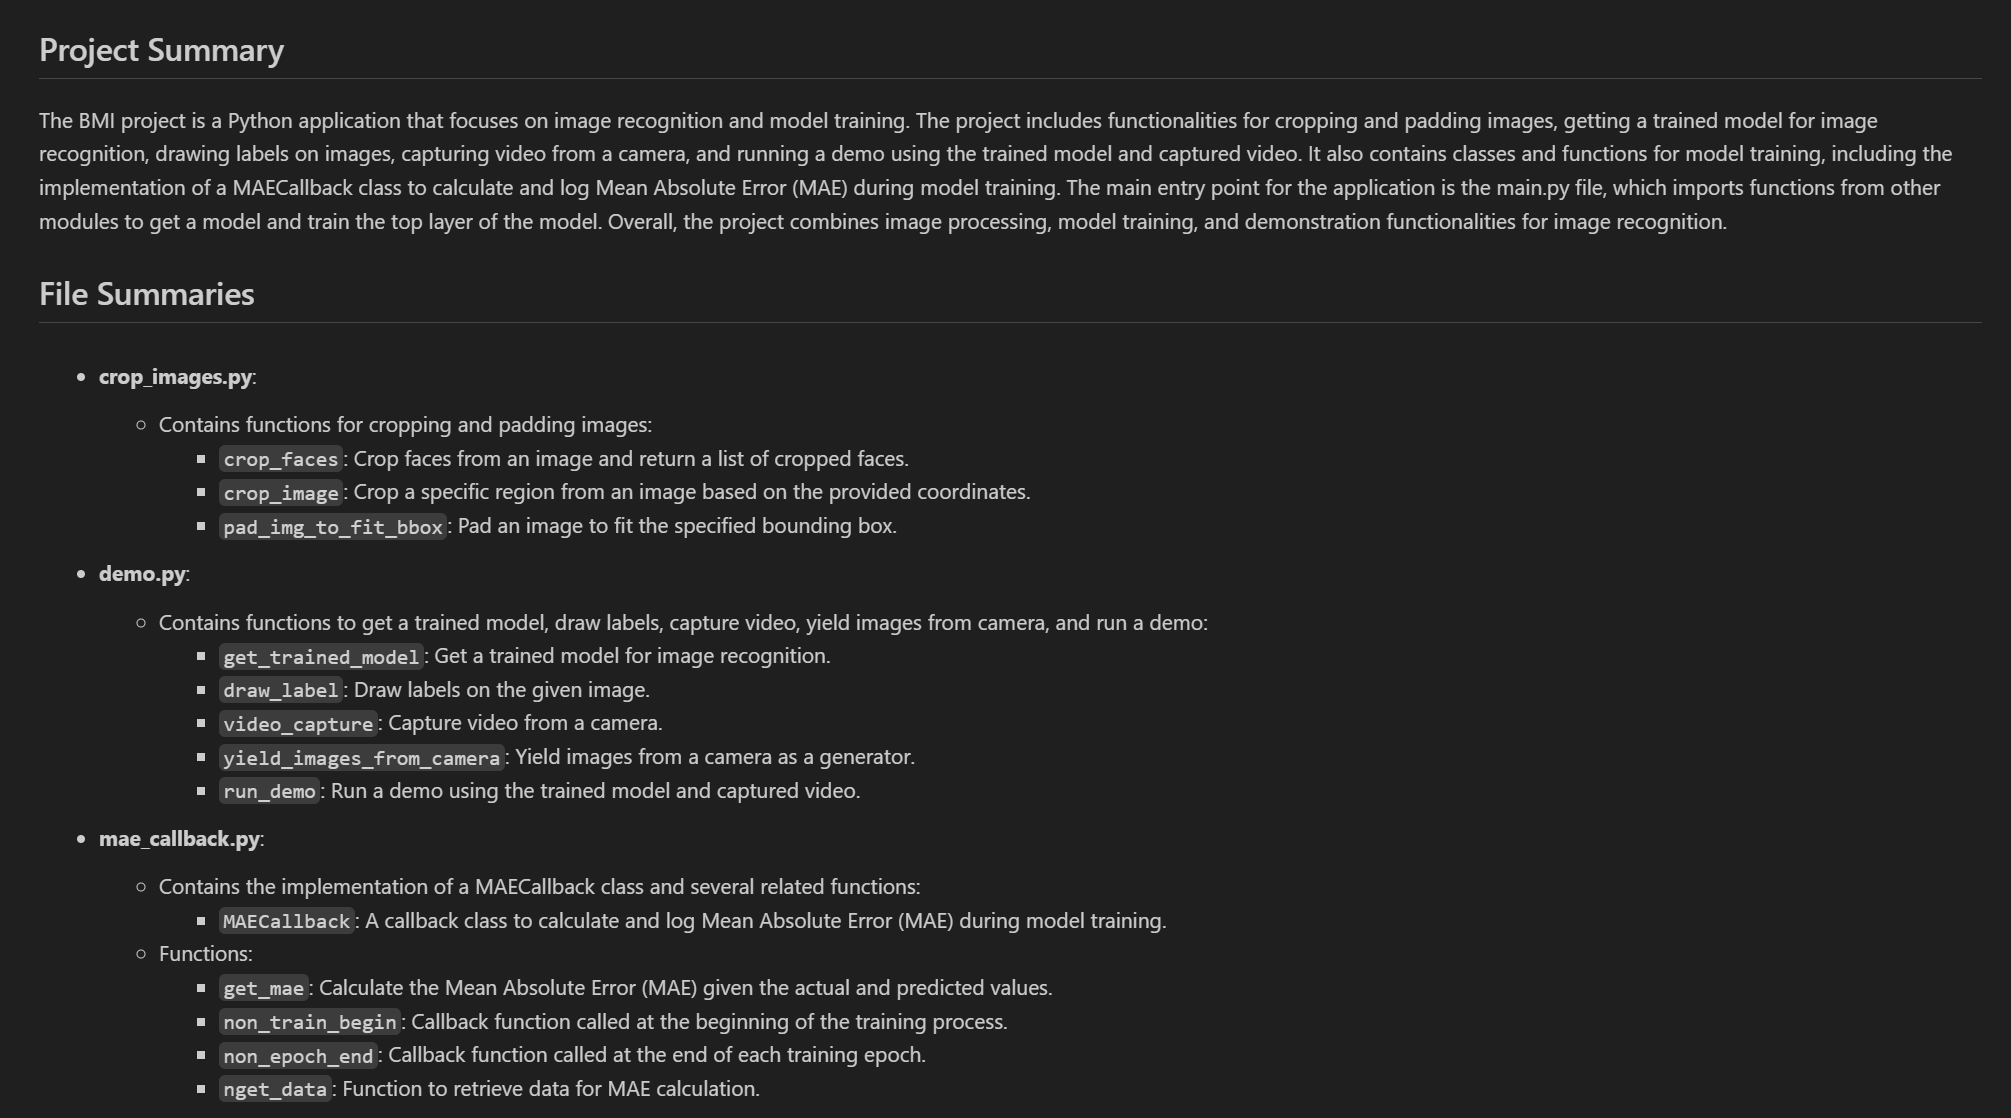 Project Summary
The BMI project is a Python application that focuses on image recognition and model training. The project includes functionalities for cropping and padding images, getting a trained model for image
recognition, drawing labels on images, capturing video from a camera, and running a demo using the trained model and captured video. It also contains classes and functions for model training, including the
implementation of a MAECallback class to calculate and log Mean Absolute Error (MAE) during model training. The main entry point for the application is the main.py file, which imports functions from other
modules to get a model and train the top layer of the model. Overall, the project combines image processing, model training, and demonstration functionalities for image recognition.
File Summaries
crop_images.py:
Contains functions for cropping and padding images:
crop_faces: Crop faces from an image and return a list of cropped faces.
crop_image: Crop a specific region from an image based on the provided coordinates.
pad_img_to_fit_bbox: Pad an image to fit the specified bounding box.
demo.py:
Contains functions to get a trained model, draw labels, capture video, yield images from camera, and run a demo:
get_trained_model: Get a trained model for image recognition.
draw_label: Draw labels on the given image.
video_capture: Capture video from a camera.
yield_images_from_camera: Yield images from a camera as a generator.
run_demo: Run a demo using the trained model and captured video.
mae_callback.py:
Contains the implementation of a MAECallback class and several related functions:
MAECallback: A callback class to calculate and log Mean Absolute Error (MAE) during model training.
Functions:
get_mae: Calculate the Mean Absolute Error (MAE) given the actual and predicted values.
non_train_begin: Callback function called at the beginning of the training process.
non_epoch_end: Callback function called at the end of each training epoch.
nget_data: Function to retrieve data for MAE calculation.